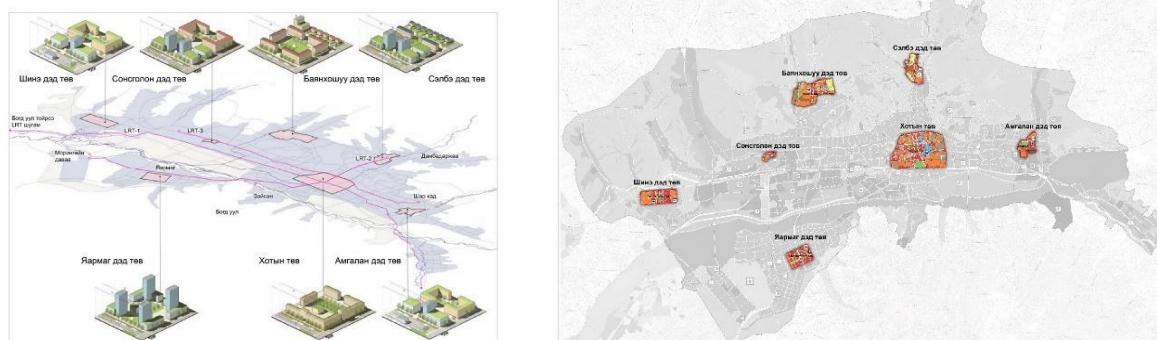 Шинэ дэд төв
Сонсголон дэд төв
Баянхошуу дэд төв
Сэлбэ дэд төв
Богд уул тойрсо
LRT шугам
LRT-1
LRT-3
LRT-2
Дамбадаржаа
Морингийн
даваа
Яармаг
Зайсан
Шар хад
Богд уул
Яармаг дэд төв
Хотын төв
Амгалан дэд төв
Сэлбэ дэд төв
Баянхошуу дэд төв
Хотын төв
Амгалан дэд төв
Сонсголон дэд төв
Шинэ дэд төв
Яармаг дэд төв